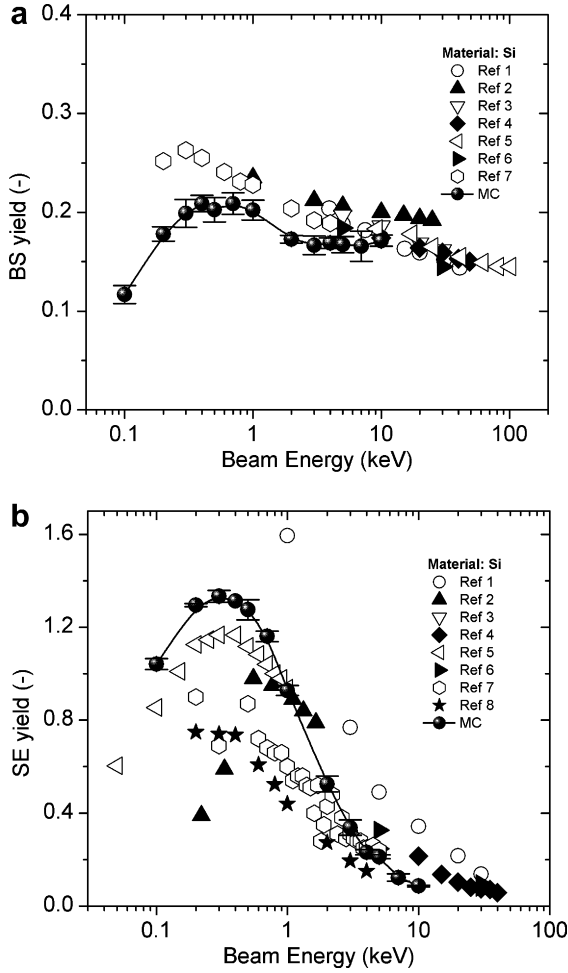 a
0.4
0.3
0.2
0.1
0.0
BS yield (-)
Material: Si
Ref 1
Ref 2
Ref 3
Ref 4
Ref 5
Ref 6
Ref 7
MC
0.1
1
10
100
Beam Energy (keV)
b
1.6
1.2
0.8
0.4
0.0
SE yield (-)
Material: Si
Ref 1
Ref 2
Ref 3
Ref 4
Ref 5
Ref 6
Ref 7
Ref 8
MC
0.1
1
10
100
Beam Energy (keV)